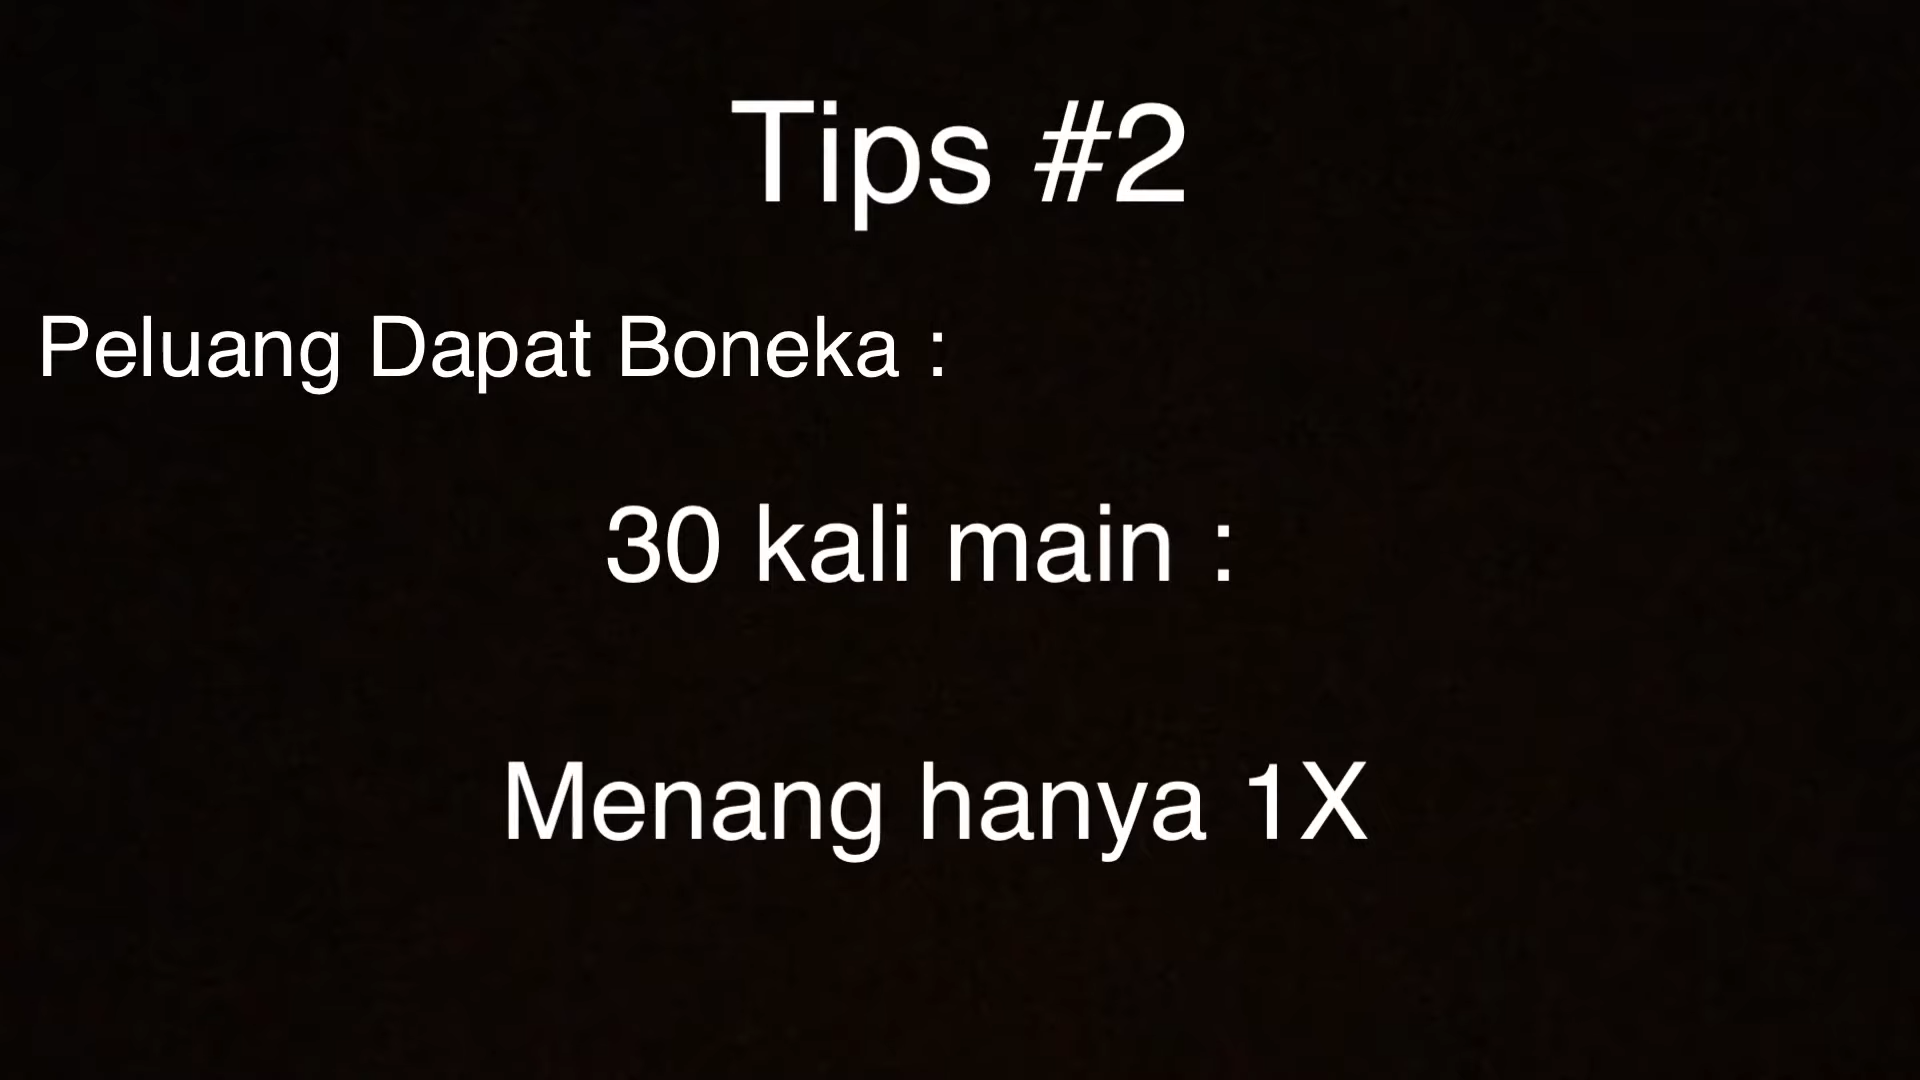 Tips #2
Peluang Dapat Boneka :
30 kali main :
Menang hanya 1X